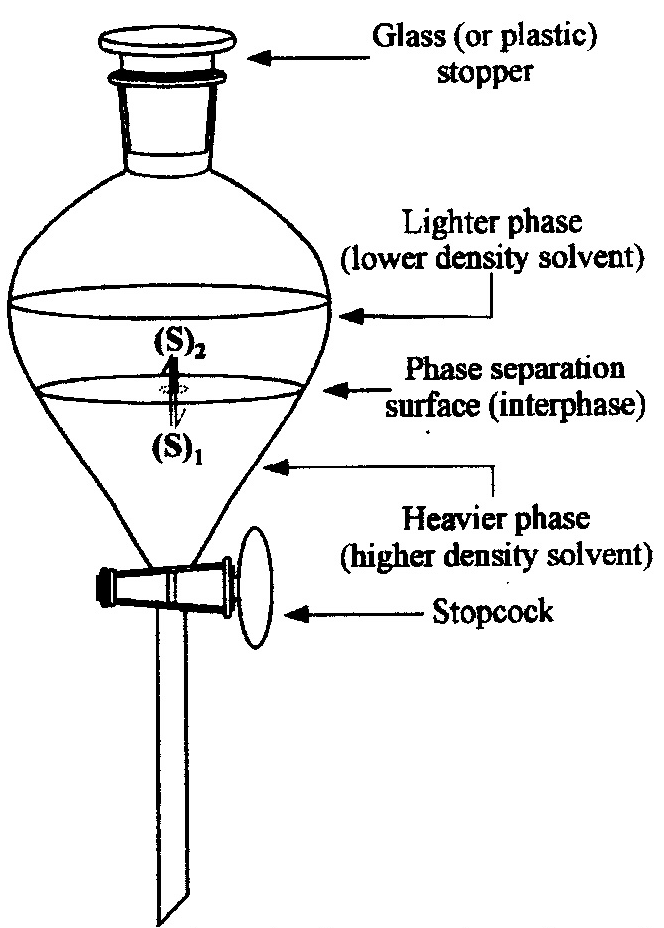 Glass (or plastic)
stopper
Lighter phase
(lower density solvent)
(S)₂
Phase separation
surface (interphase)
(S)₁
Heavier phase
(higher density solvent)
Stopcock